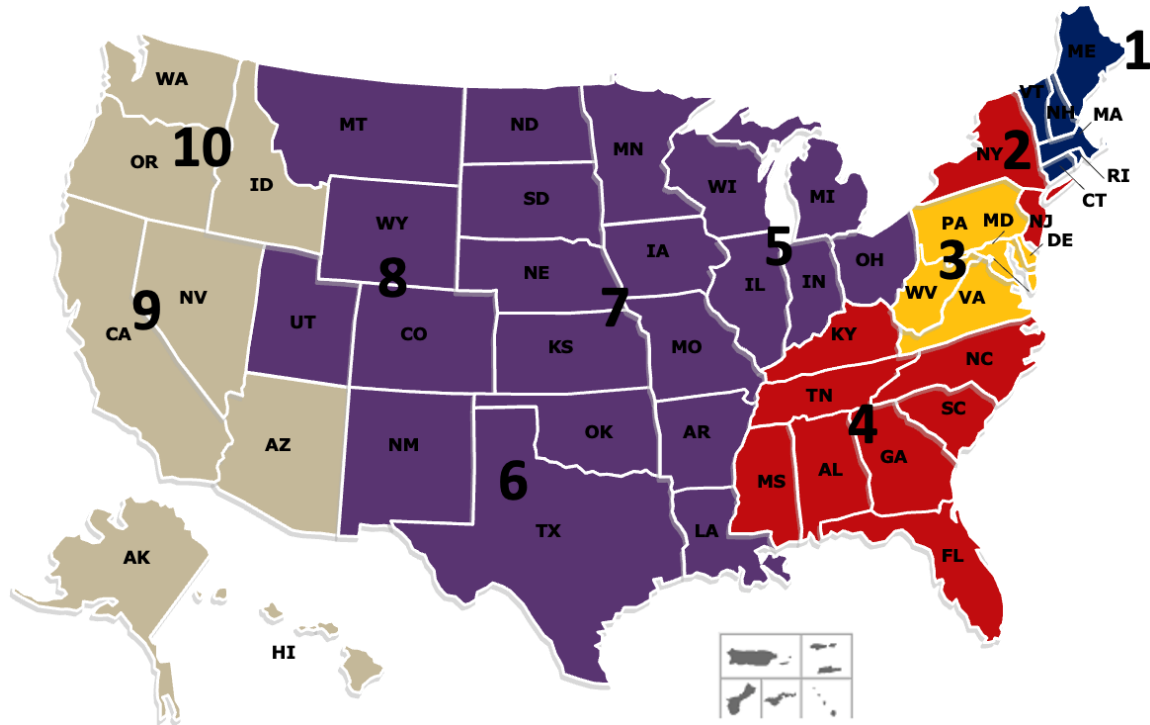 ME
1
WA
VT
NH
MA
MT
ND
MN
OR
10
NY
2
RI
ID
WI
MI
CT
SD
WY
PA
MD
NJ
DE
IA
5
OH
3
NE
8
IL
IN
WV
VA
NV
9
7
UT
CO
CA
KS
MO
KY
NC
TN
SC
AZ
NM
OK
AR
4
6
MS
AL
GA
TX
LA
AK
FL
HI